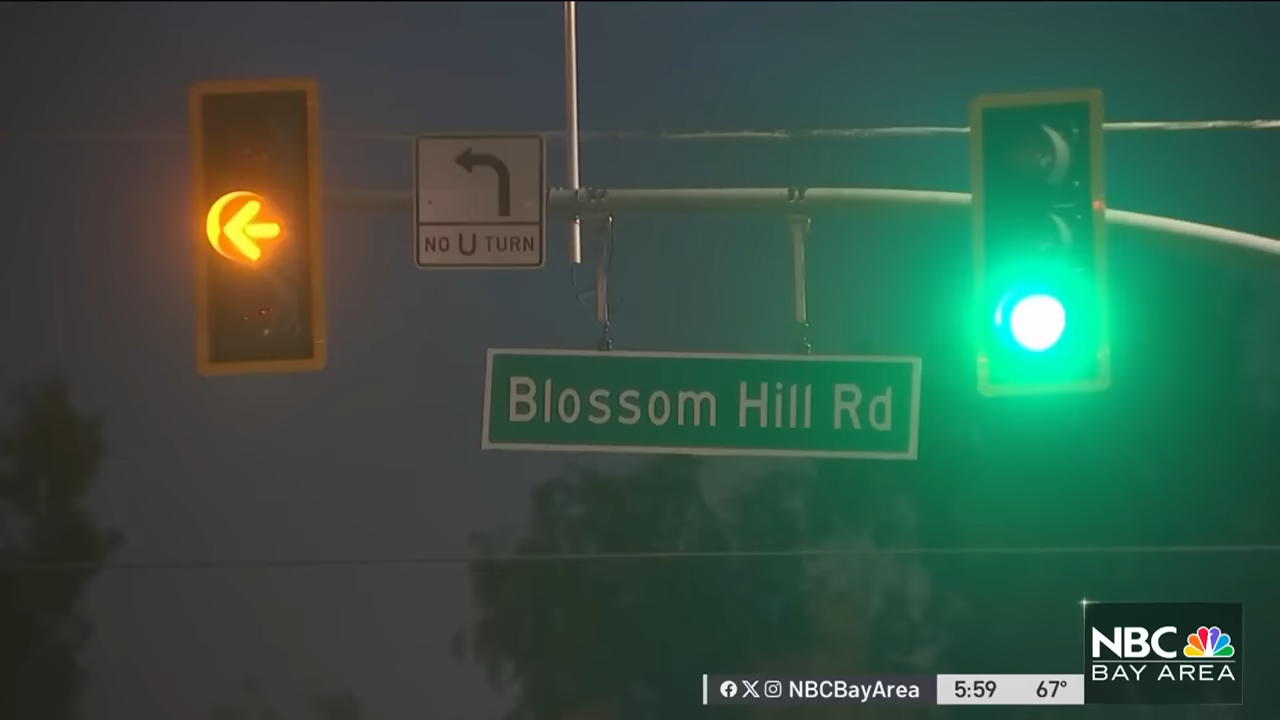 NO U TURN
Blossom Hill Rd
NBC
BAY AREA
NBCBayArea
5:59 67°